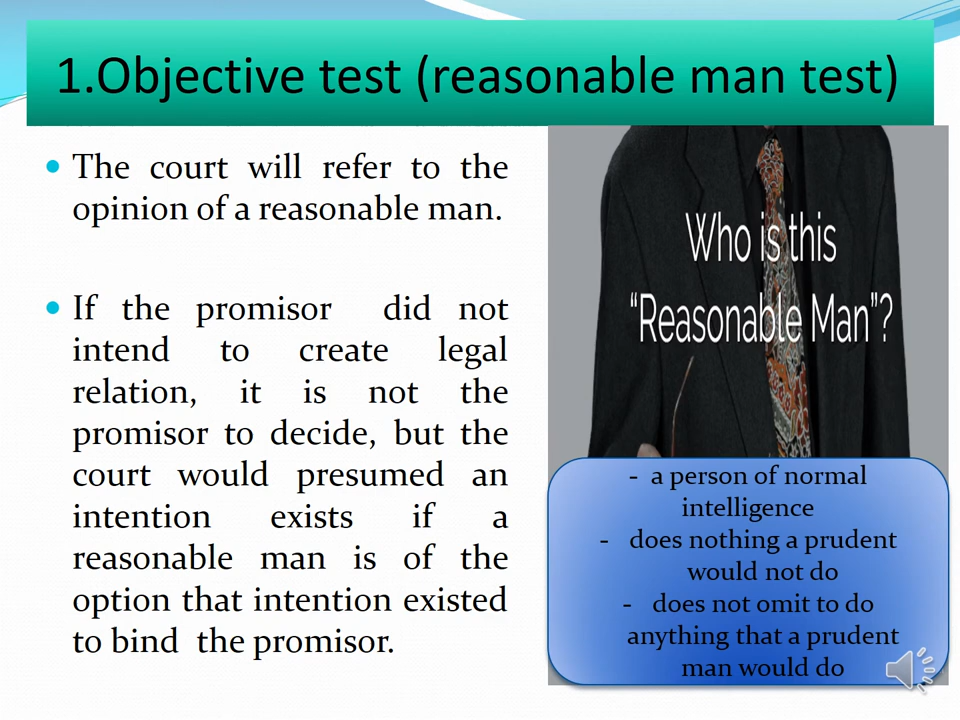 1.Objective test (reasonable man test)
• The court will refer to the
opinion of a reasonable man.
• If the promisor did not
intend to create legal
relation, it is not the
promisor to decide, but the
court would presumed an
intention exists if a
reasonable man is of the
option that intention existed
to bind the promisor.
Who is this
"Reasonable Man"?
- a person of normal
intelligence
- does nothing a prudent
would not do
- does not omit to do
anything that a prudent
man would do